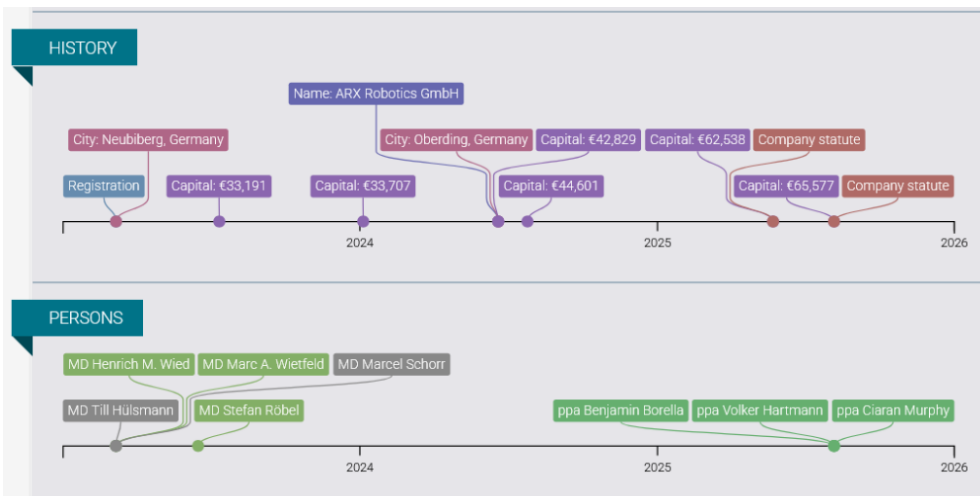 HISTORY
Name: ARX Robotics GmbH
City: Neubiberg, Germany
City: Oberding, Germany
Capital: €42,829
Capital: €62,538
Company statute
Registration
Capital: €33,191
Capital: €33,707
Capital: €44,601
Capital: €65,577
Company statute
2024
2025
2026
PERSONS
MD Henrich M. Wied
MD Marc A. Wietfeld
MD Marcel Schorr
MD Till Hülsmann
MD Stefan Röbel
ppa Benjamin Borella
ppa Volker Hartmann
ppa Ciaran Murphy
2024
2025
2026